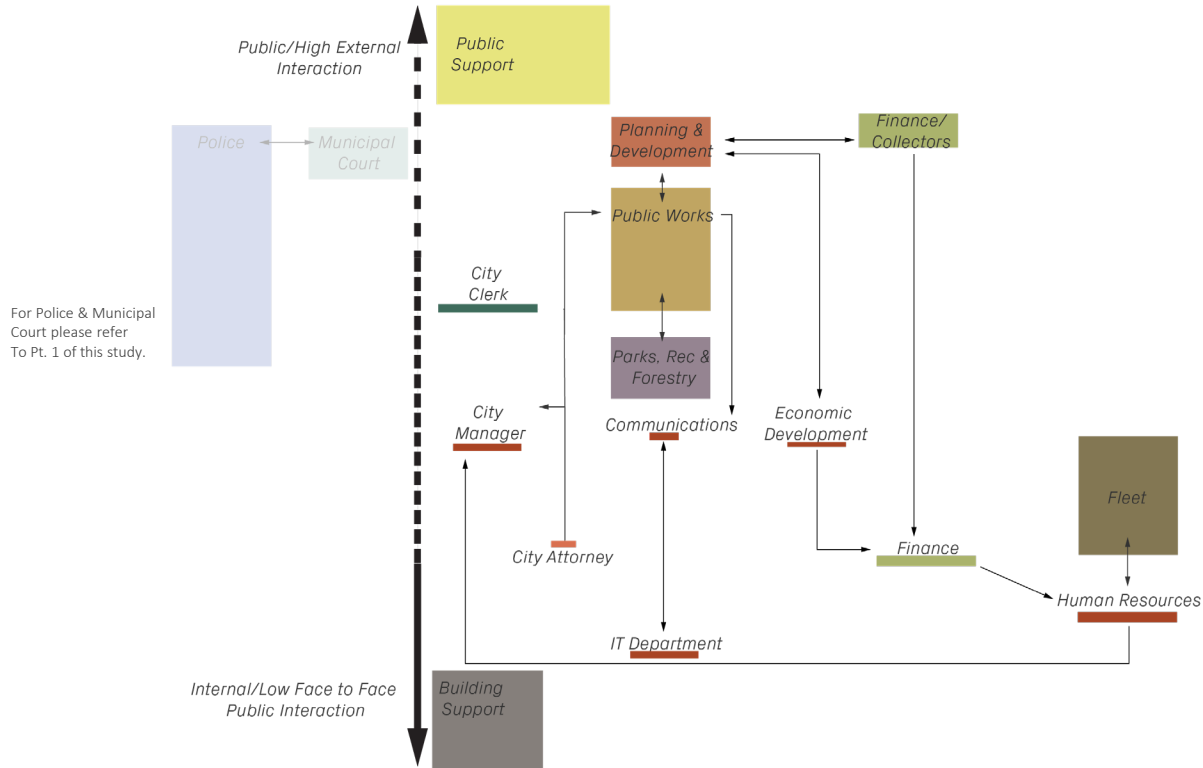 Public/High External
Interaction
Public
Support
Police
Municipal
Court
Planning &
Development
Finance/
Collectors
Public Works
City
Clerk
For Police & Municipal
Court please refer
To Pt. 1 of this study.
Parks, Rec &
Forestry
City
Manager
Communications
Economic
Development
Fleet
City Attorney
Finance
Human Resources
IT Department
Internal/Low Face to Face
Public Interaction
Building
Support